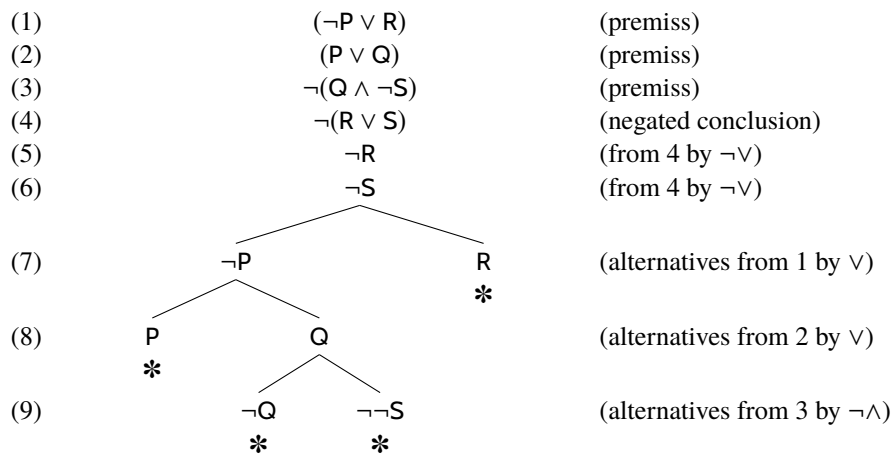 (1) (¬P ∨ R) (premiss)
(2) (P ∨ Q) (premiss)
(3) ¬(Q ∧ ¬S) (premiss)
(4) ¬(R ∨ S) (negated conclusion)
(5) ¬R (from 4 by ¬∨)
(6) ¬S (from 4 by ¬∨)
(7) ¬P R (alternatives from 1 by ∨)
✻
(8) P Q (alternatives from 2 by ∨)
✻
(9) ¬Q ¬¬S (alternatives from 3 by ¬∧)
✻ ✻